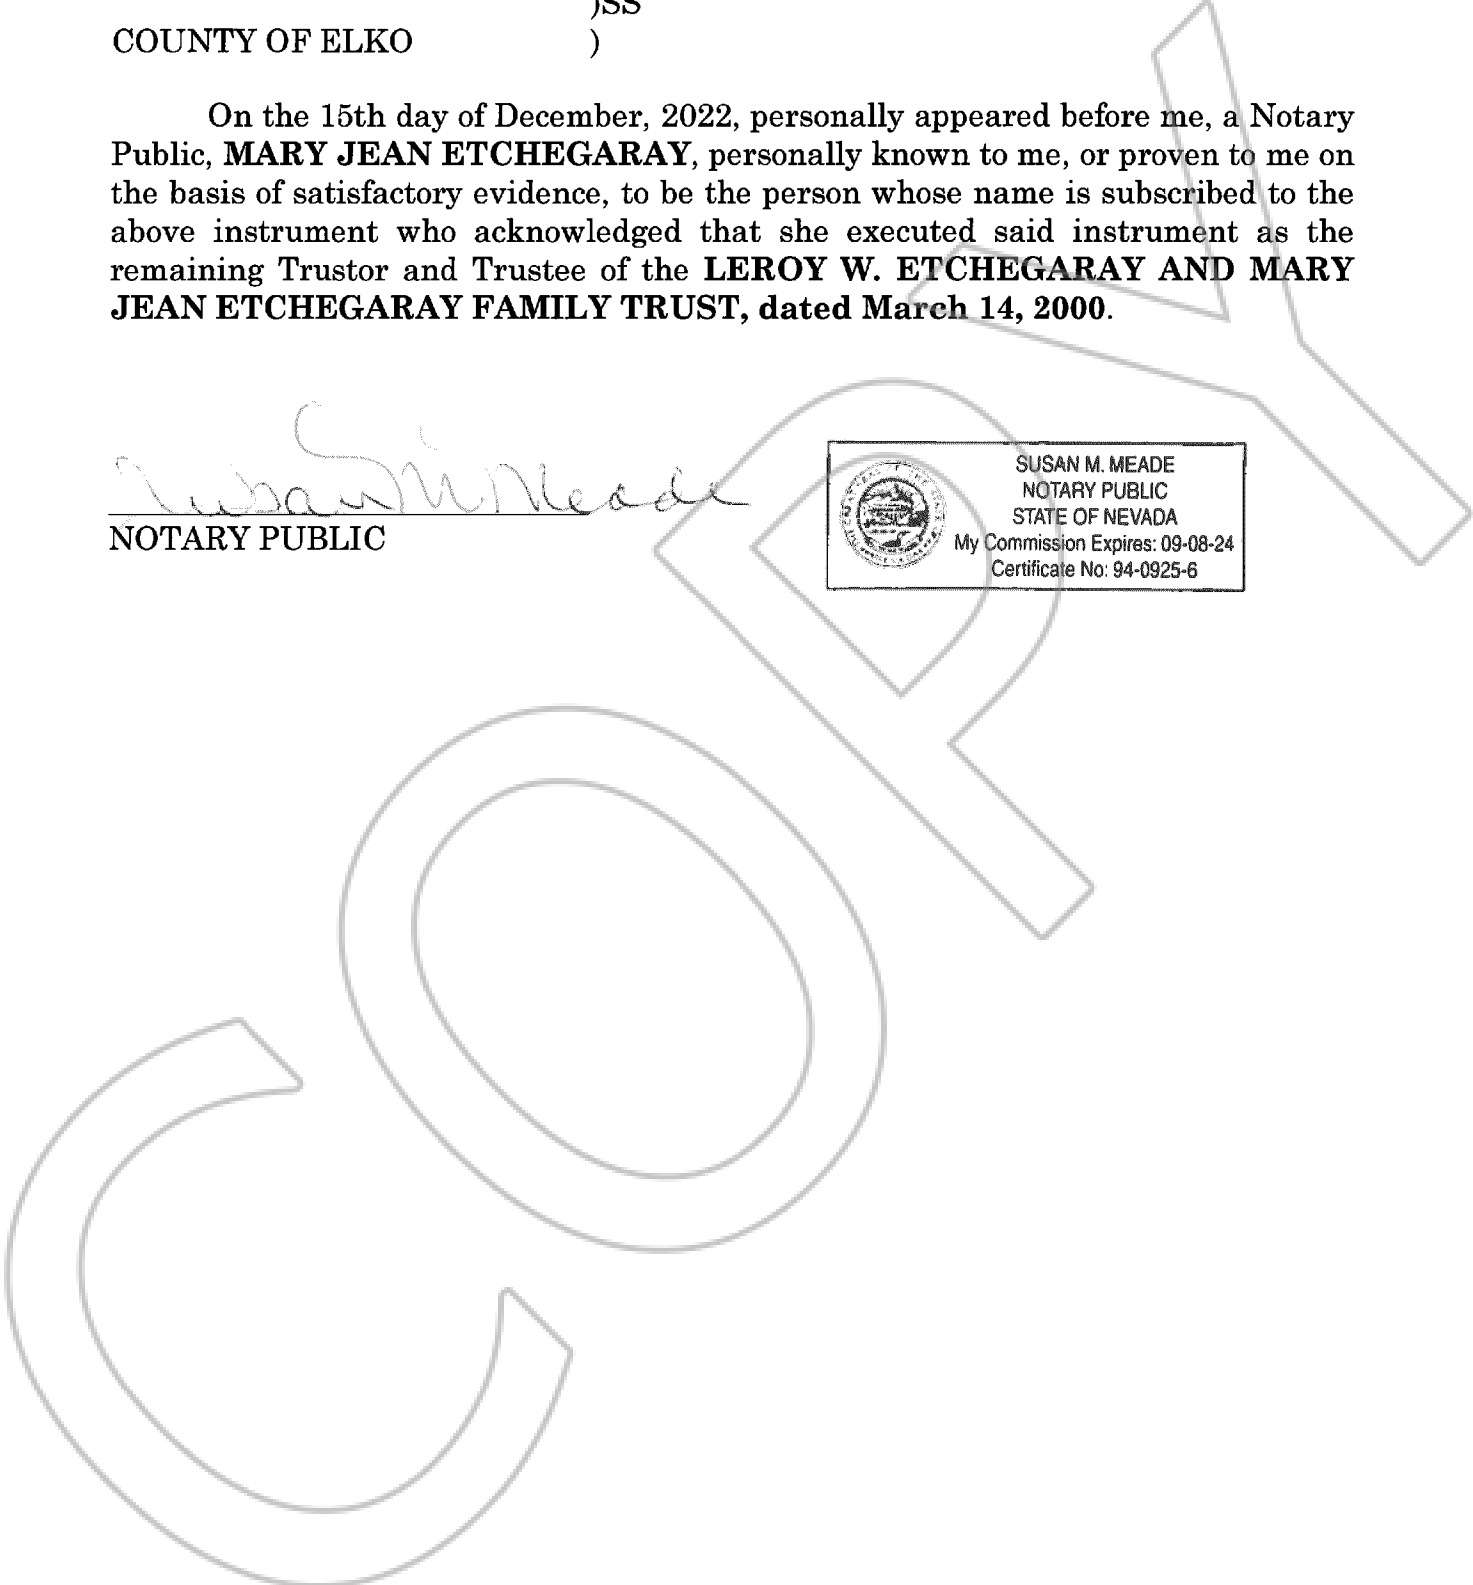 )SS
COUNTY OF ELKO )
On the 15th day of December, 2022, personally appeared before me, a Notary
Public, MARY JEAN ETCHEGARAY, personally known to me, or proven to me on
the basis of satisfactory evidence, to be the person whose name is subscribed to the
above instrument who acknowledged that she executed said instrument as the
remaining Trustor and Trustee of the LEROY W. ETCHEGARAY AND MARY
JEAN ETCHEGARAY FAMILY TRUST, dated March 14, 2000.
Susan M. Meade
NOTARY PUBLIC
SUSAN M. MEADE
NOTARY PUBLIC
STATE OF NEVADA
My Commission Expires: 09-08-24
Certificate No: 94-0925-6
COPY